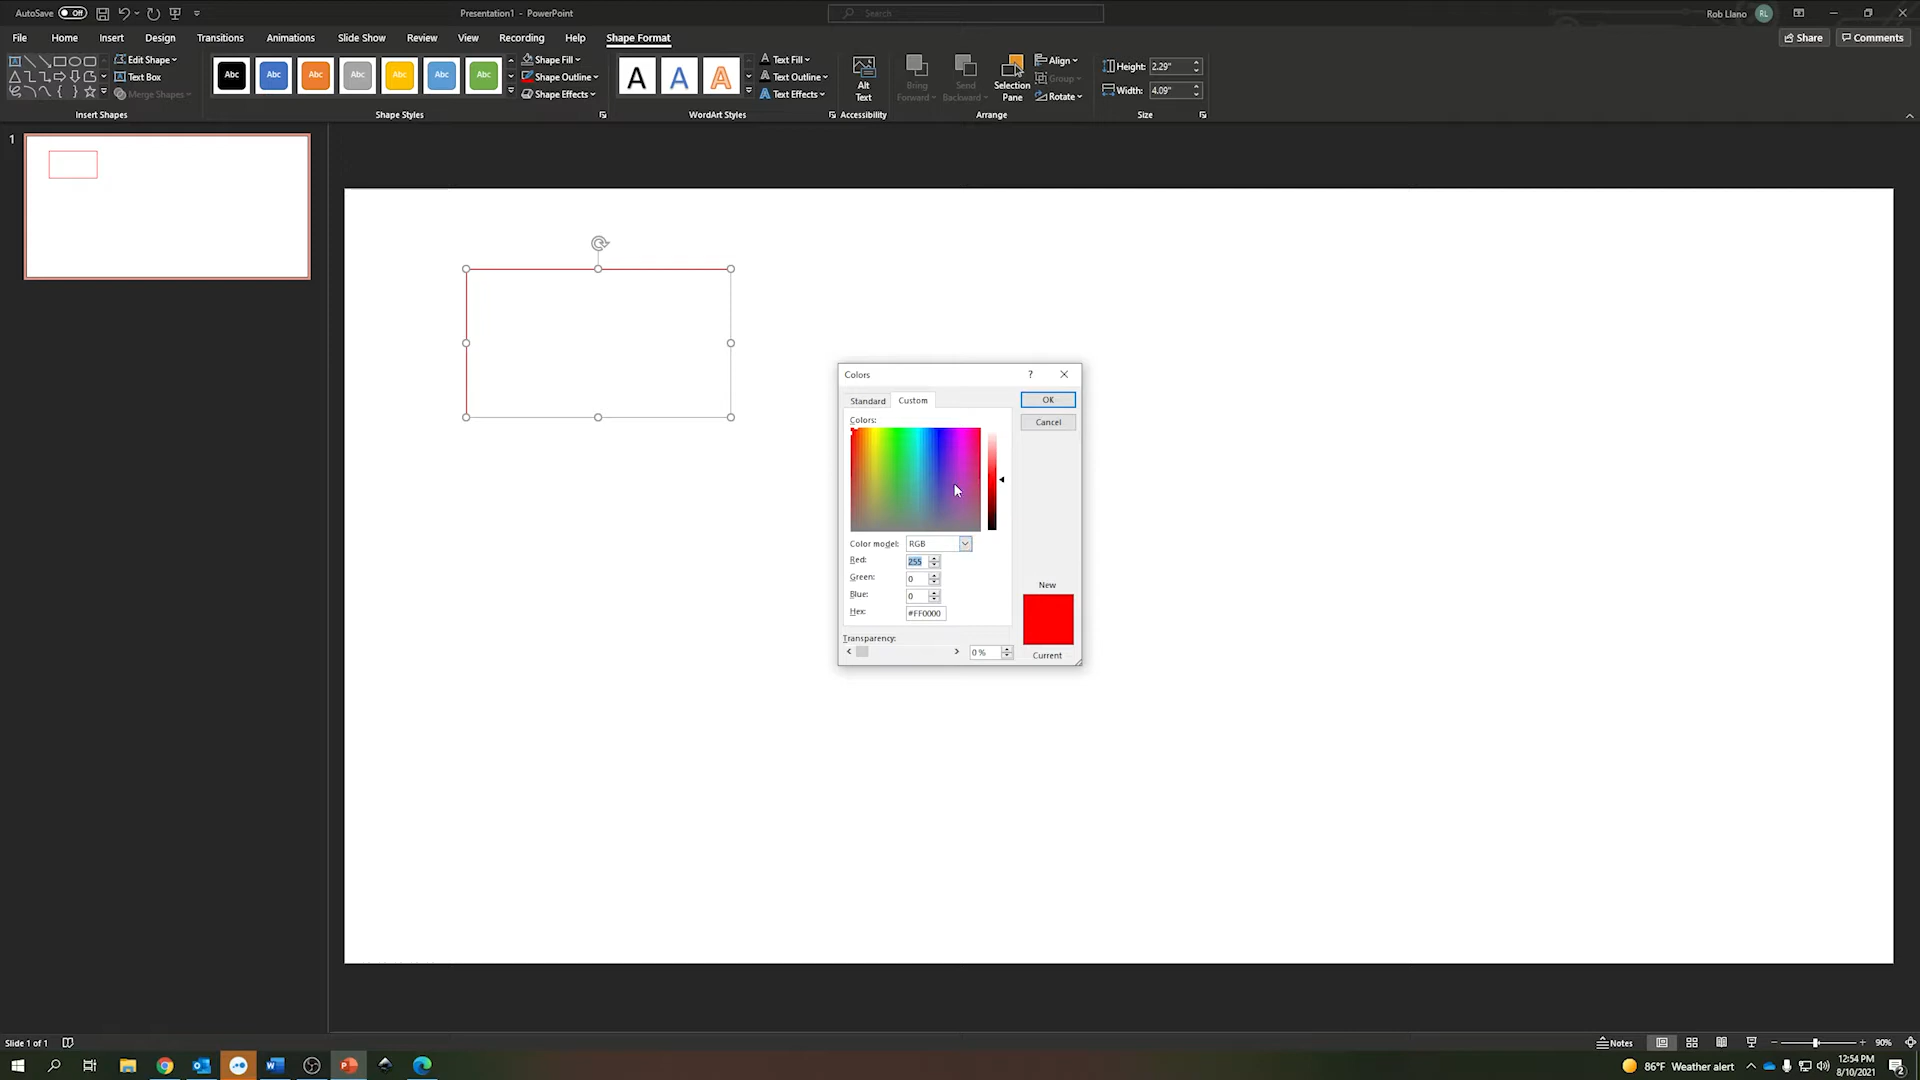 AutoSave Off Presentation1 - PowerPoint Search Rob Llano RL
File Home Insert Design Transitions Animations Slide Show Review View Recording Help Shape Format Share Comments
Edit Shape
Text Box
Merge Shapes
Insert Shapes
Abc Abc Abc Abc Abc Abc Abc
Shape Fill
Shape Outline
Shape Effects
Shape Styles
A A A
Text Fill
Text Outline
Text Effects
WordArt Styles
Alt Text
Accessibility
Bring Forward
Send Backward
Selection Pane
Align
Group
Rotate
Arrange
Height: 2.29"
Width: 4.09"
Size
1
Colors
Standard Custom
OK
Cancel
Colors:
Color model: RGB
Red: 255
Green: 0
Blue: 0
Hex: #FF0000
Transparency:
0 %
New
Current
Slide 1 of 1
Notes
90%
86°F Weather alert
12:54 PM
8/10/2021
2